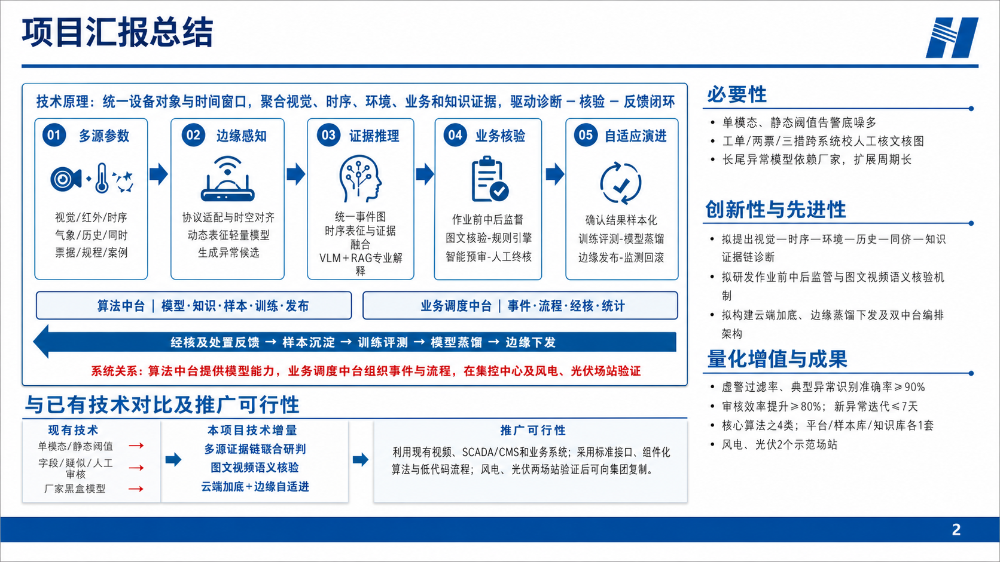 项目汇报总结
技术原理：统一设备对象与时间窗口，聚合视觉、时序、环境、业务和知识证据，驱动诊断－核验－反馈闭环
01 多源参数
视觉/红外/时序
气象/历史/同时
票据/规程/案例
02 边缘感知
协议适配与时空对齐
动态表征轻量模型
生成异常候选
03 证据推理
统一事件图
时序表征与证据
融合
VLM+RAG专业解
释
04 业务核验
作业前中后监督
图文核验-规则引擎
智能预审-人工终核
05 自适应演进
确认结果样本化
训练评测-模型蒸馏
边缘发布-监测回滚
算法中台｜模型·知识·样本·训练·发布
业务调度中台｜事件·流程·经核·统计
经核及处置反馈→样本沉淀→训练评测→模型蒸馏→边缘下发
系统关系：算法中台提供模型能力，业务调度中台组织事件与流程，在集控中心及风电、光伏场站验证
与已有技术对比及推广可行性
现有技术
单模态/静态阈值 →
字段/疑似/人工
审核 →
厂家黑盒模型 →
本项目技术增量
多源证据链联合研判
图文视频语义核验
云端加底+边缘自适进
推广可行性
利用现有视频、SCADA/CMS和业务系统；采用标准接口、组件化
算法与低代码流程；风电、光伏两场站验证后可向集团复制。
必要性
• 单模态、静态阈值告警底噪多
• 工单/两票/三措跨系统校人工核文核图
• 长尾异常模型依赖厂家，扩展周期长
创新性与先进性
• 拟提出视觉—时序—环境—历史—同侪—知识
证据链诊断
• 拟研发作业前中后监管与图文视频语义核验机
制
• 拟构建云端加底、边缘蒸馏下发及双中台编排
架构
量化增值与成果
• 虚警过滤率、典型异常识别准确率≥90%
• 审核效率提升≥80%；新异常迭代≤7天
• 核心算法之4类；平台/样本库/知识库各1套
• 风电、光伏2个示范场站
2